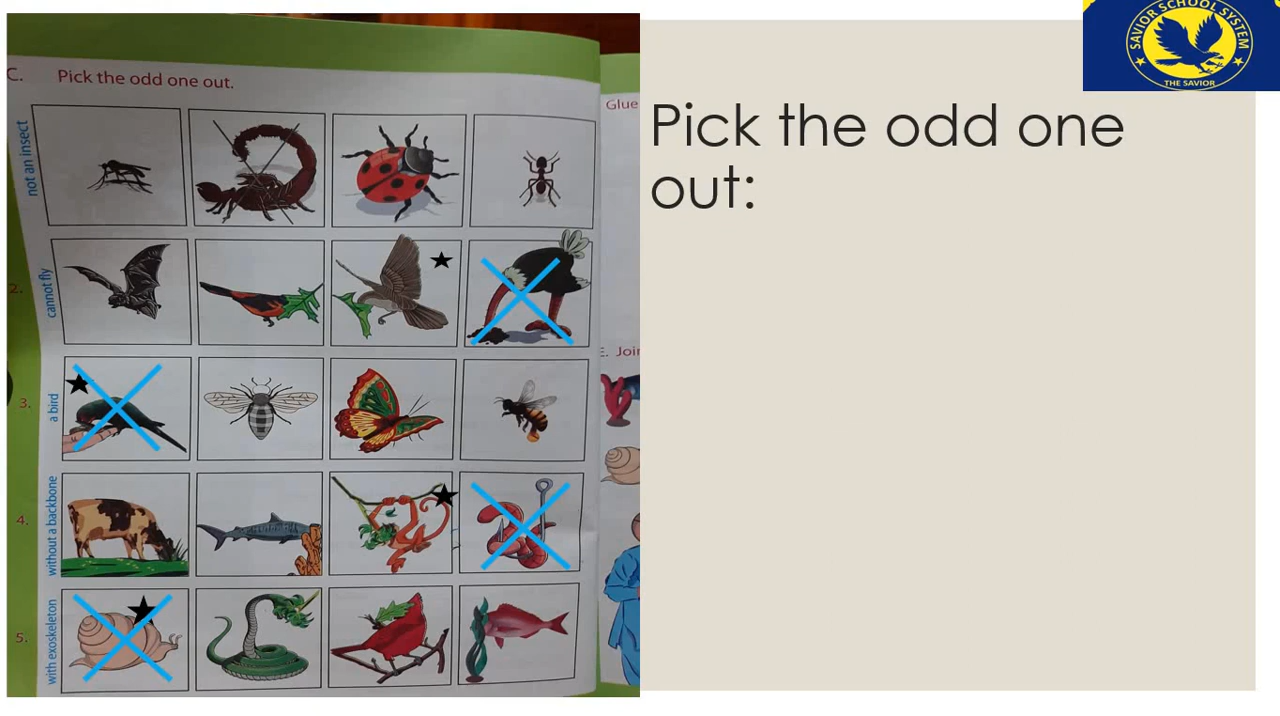 C. Pick the odd one out.
not an insect
2. cannot fly
3. a bird
4. without a backbone
5. with exoskeleton
Glue
E. Join
Pick the odd one
out:
SAVIOR SCHOOL SYSTEM
THE SAVIOR